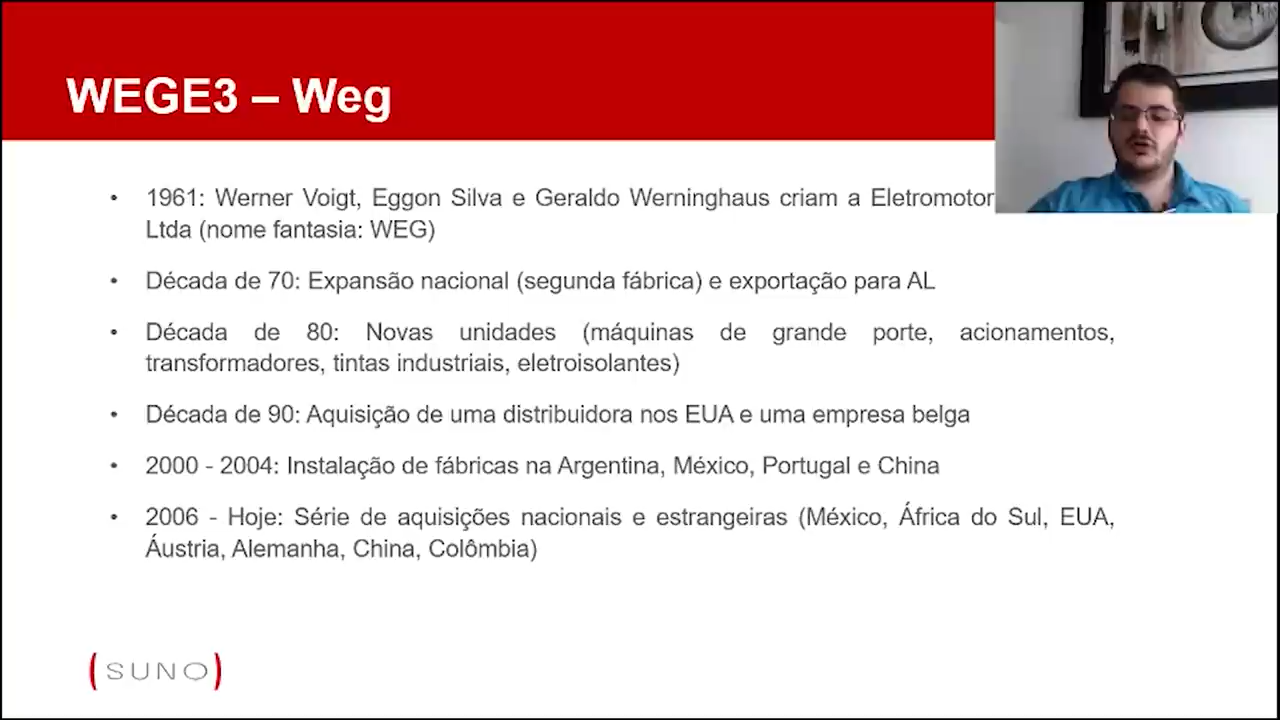 WEGE3 – Weg
• 1961: Werner Voigt, Eggon Silva e Geraldo Werninghaus criam a Eletromotor
Ltda (nome fantasia: WEG)
• Década de 70: Expansão nacional (segunda fábrica) e exportação para AL
• Década de 80: Novas unidades (máquinas de grande porte, acionamentos,
transformadores, tintas industriais, eletroisolantes)
• Década de 90: Aquisição de uma distribuidora nos EUA e uma empresa belga
• 2000 - 2004: Instalação de fábricas na Argentina, México, Portugal e China
• 2006 - Hoje: Série de aquisições nacionais e estrangeiras (México, África do Sul, EUA,
Áustria, Alemanha, China, Colômbia)
(SUNO)